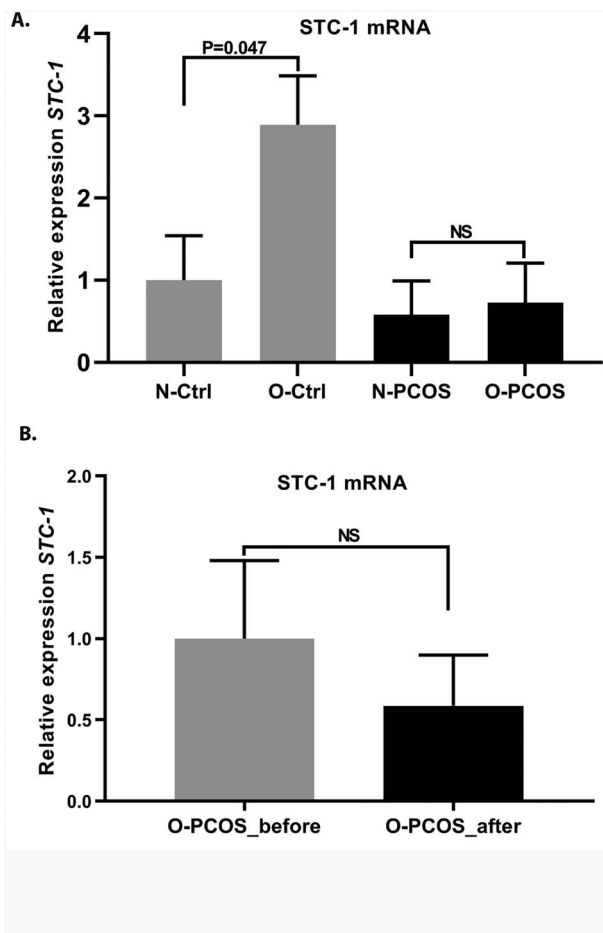 A.
STC-1 mRNA
P=0.047
NS
Relative expression STC-1
4
3
2
1
0
N-Ctrl O-Ctrl N-PCOS O-PCOS
B.
STC-1 mRNA
NS
Relative expression STC-1
2.0
1.5
1.0
0.5
0.0
O-PCOS_before O-PCOS_after